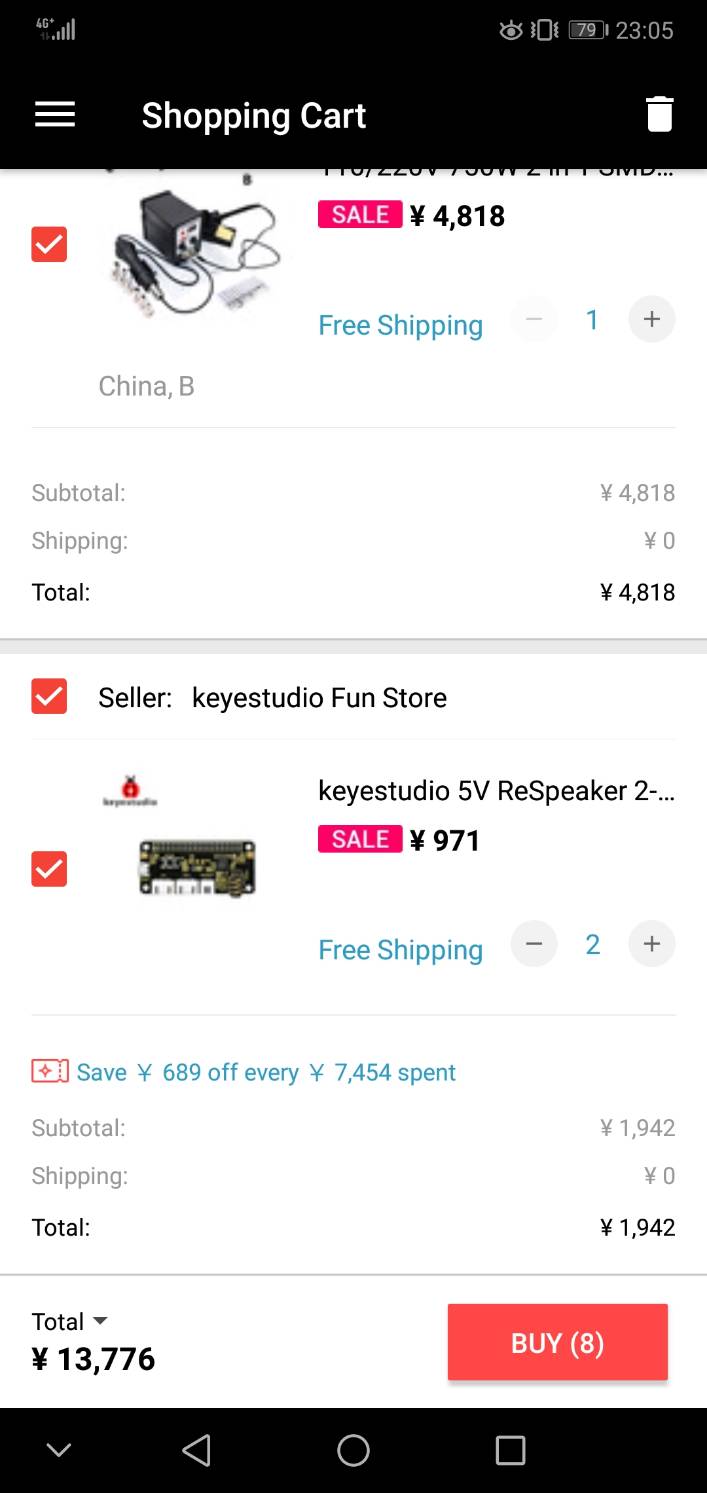 4G+
79 23:05
Shopping Cart
B
110/220V 750W 2 in 1 SMD...
SALE ¥ 4,818
Free Shipping − 1 +
China, B
Subtotal: ¥ 4,818
Shipping: ¥ 0
Total: ¥ 4,818
Seller: keyestudio Fun Store
keyestudio
keyestudio 5V ReSpeaker 2-...
SALE ¥ 971
Free Shipping − 2 +
Save ￥ 689 off every ￥ 7,454 spent
Subtotal: ¥ 1,942
Shipping: ¥ 0
Total: ¥ 1,942
Total
¥ 13,776
BUY (8)